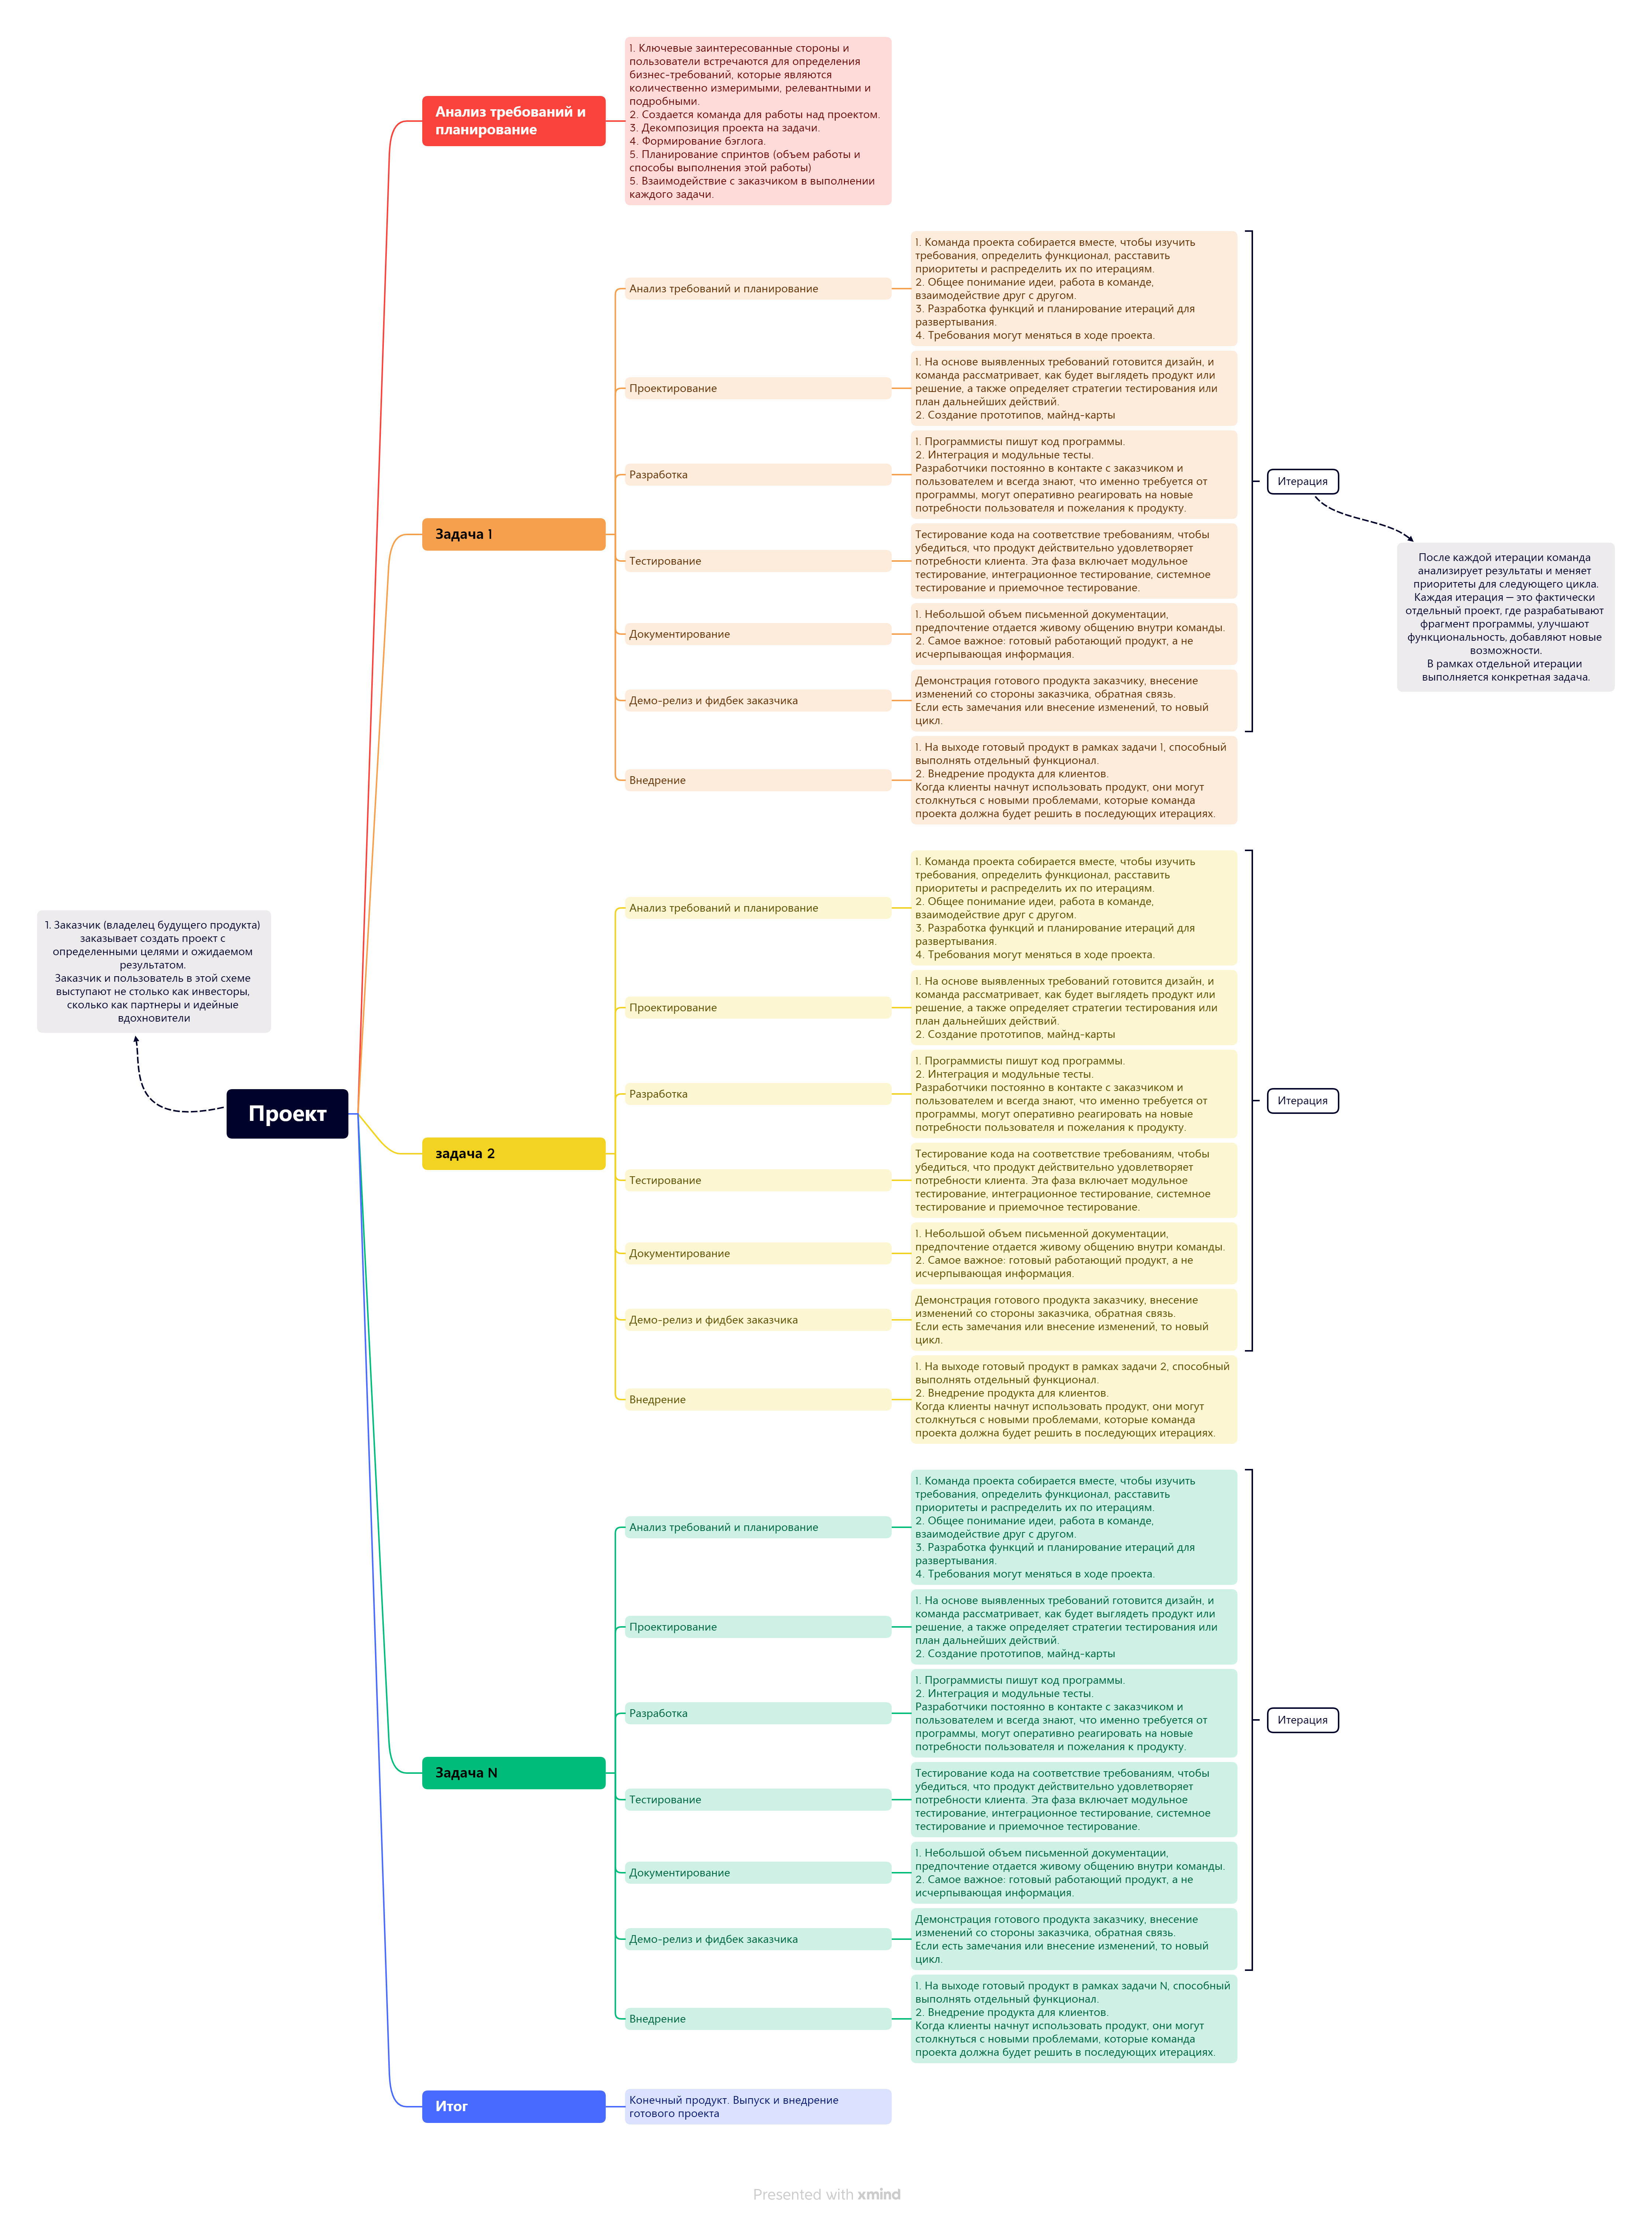 1. Ключевые заинтересованные стороны и
пользователи встречаются для определения
бизнес-требований, которые являются
количественно измеримыми, релевантными и
подробными.
2. Создается команда для работы над проектом.
3. Декомпозиция проекта на задачи.
4. Формирование бэглога.
5. Планирование спринтов (объем работы и
способы выполнения этой работы)
5. Взаимодействие с заказчиком в выполнении
каждого задачи.
Анализ требований и
планирование
Задача 1
Анализ требований и планирование
1. Команда проекта собирается вместе, чтобы изучить
требования, определить функционал, расставить
приоритеты и распределить их по итерациям.
2. Общее понимание идеи, работа в команде,
взаимодействие друг с другом.
3. Разработка функций и планирование итераций для
развертывания.
4. Требования могут меняться в ходе проекта.
Проектирование
1. На основе выявленных требований готовится дизайн, и
команда рассматривает, как будет выглядеть продукт или
решение, а также определяет стратегии тестирования или
план дальнейших действий.
2. Создание прототипов, майнд-карты
Разработка
1. Программисты пишут код программы.
2. Интеграция и модульные тесты.
Разработчики постоянно в контакте с заказчиком и
пользователем и всегда знают, что именно требуется от
программы, могут оперативно реагировать на новые
потребности пользователя и пожелания к продукту.
Тестирование
Тестирование кода на соответствие требованиям, чтобы
убедиться, что продукт действительно удовлетворяет
потребности клиента. Эта фаза включает модульное
тестирование, интеграционное тестирование, системное
тестирование и приемочное тестирование.
Документирование
1. Небольшой объем письменной документации,
предпочтение отдается живому общению внутри команды.
2. Самое важное: готовый работающий продукт, а не
исчерпывающая информация.
Демо-релиз и фидбек заказчика
Демонстрация готового продукта заказчику, внесение
изменений со стороны заказчика, обратная связь.
Если есть замечания или внесение изменений, то новый
цикл.
Внедрение
1. На выходе готовый продукт в рамках задачи 1, способный
выполнять отдельный функционал.
2. Внедрение продукта для клиентов.
Когда клиенты начнут использовать продукт, они могут
столкнуться с новыми проблемами, которые команда
проекта должна будет решить в последующих итерациях.
Итерация
После каждой итерации команда
анализирует результаты и меняет
приоритеты для следующего цикла.
Каждая итерация — это фактически
отдельный проект, где разрабатывают
фрагмент программы, улучшают
функциональность, добавляют новые
возможности.
В рамках отдельной итерации
выполняется конкретная задача.
1. Заказчик (владелец будущего продукта)
заказывает создать проект с
определенными целями и ожидаемом
результатом.
Заказчик и пользователь в этой схеме
выступают не столько как инвесторы,
сколько как партнеры и идейные
вдохновители
Проект
задача 2
Анализ требований и планирование
1. Команда проекта собирается вместе, чтобы изучить
требования, определить функционал, расставить
приоритеты и распределить их по итерациям.
2. Общее понимание идеи, работа в команде,
взаимодействие друг с другом.
3. Разработка функций и планирование итераций для
развертывания.
4. Требования могут меняться в ходе проекта.
Проектирование
1. На основе выявленных требований готовится дизайн, и
команда рассматривает, как будет выглядеть продукт или
решение, а также определяет стратегии тестирования или
план дальнейших действий.
2. Создание прототипов, майнд-карты
Разработка
1. Программисты пишут код программы.
2. Интеграция и модульные тесты.
Разработчики постоянно в контакте с заказчиком и
пользователем и всегда знают, что именно требуется от
программы, могут оперативно реагировать на новые
потребности пользователя и пожелания к продукту.
Тестирование
Тестирование кода на соответствие требованиям, чтобы
убедиться, что продукт действительно удовлетворяет
потребности клиента. Эта фаза включает модульное
тестирование, интеграционное тестирование, системное
тестирование и приемочное тестирование.
Документирование
1. Небольшой объем письменной документации,
предпочтение отдается живому общению внутри команды.
2. Самое важное: готовый работающий продукт, а не
исчерпывающая информация.
Демо-релиз и фидбек заказчика
Демонстрация готового продукта заказчику, внесение
изменений со стороны заказчика, обратная связь.
Если есть замечания или внесение изменений, то новый
цикл.
Внедрение
1. На выходе готовый продукт в рамках задачи 2, способный
выполнять отдельный функционал.
2. Внедрение продукта для клиентов.
Когда клиенты начнут использовать продукт, они могут
столкнуться с новыми проблемами, которые команда
проекта должна будет решить в последующих итерациях.
Итерация
Задача N
Анализ требований и планирование
1. Команда проекта собирается вместе, чтобы изучить
требования, определить функционал, расставить
приоритеты и распределить их по итерациям.
2. Общее понимание идеи, работа в команде,
взаимодействие друг с другом.
3. Разработка функций и планирование итераций для
развертывания.
4. Требования могут меняться в ходе проекта.
Проектирование
1. На основе выявленных требований готовится дизайн, и
команда рассматривает, как будет выглядеть продукт или
решение, а также определяет стратегии тестирования или
план дальнейших действий.
2. Создание прототипов, майнд-карты
Разработка
1. Программисты пишут код программы.
2. Интеграция и модульные тесты.
Разработчики постоянно в контакте с заказчиком и
пользователем и всегда знают, что именно требуется от
программы, могут оперативно реагировать на новые
потребности пользователя и пожелания к продукту.
Тестирование
Тестирование кода на соответствие требованиям, чтобы
убедиться, что продукт действительно удовлетворяет
потребности клиента. Эта фаза включает модульное
тестирование, интеграционное тестирование, системное
тестирование и приемочное тестирование.
Документирование
1. Небольшой объем письменной документации,
предпочтение отдается живому общению внутри команды.
2. Самое важное: готовый работающий продукт, а не
исчерпывающая информация.
Демо-релиз и фидбек заказчика
Демонстрация готового продукта заказчику, внесение
изменений со стороны заказчика, обратная связь.
Если есть замечания или внесение изменений, то новый
цикл.
Внедрение
1. На выходе готовый продукт в рамках задачи N, способный
выполнять отдельный функционал.
2. Внедрение продукта для клиентов.
Когда клиенты начнут использовать продукт, они могут
столкнуться с новыми проблемами, которые команда
проекта должна будет решить в последующих итерациях.
Итерация
Итог
Конечный продукт. Выпуск и внедрение
готового проекта
Presented with xmind